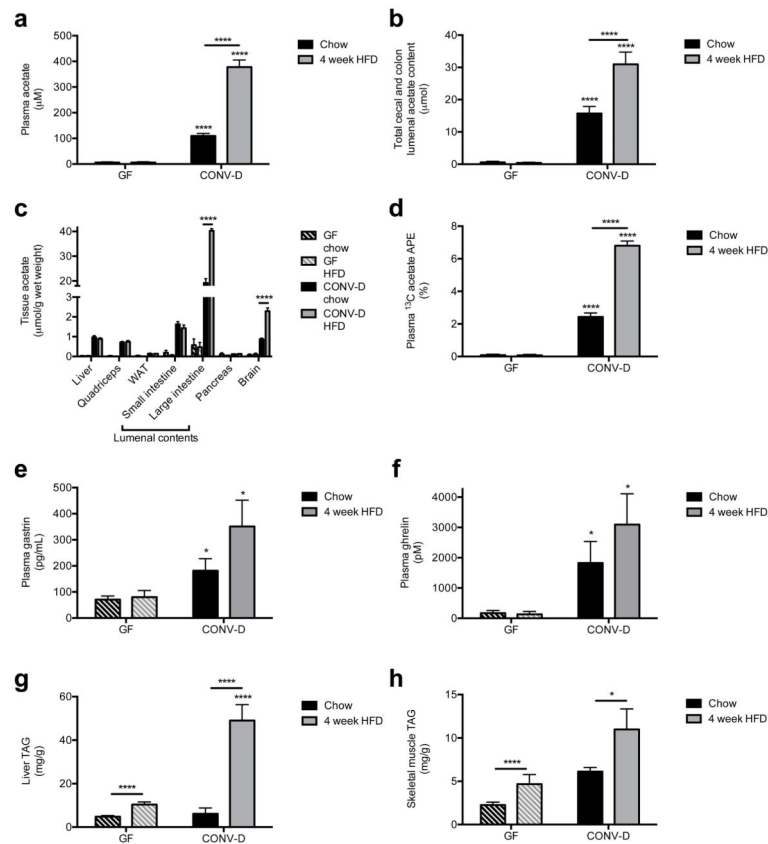 a
Plasma acetate
(µM)
500
400
300
200
100
0
****
****
****
GF
CONV-D
Chow
4 week HFD
b
Total cecal and colon
lumenal acetate content
(µmol)
40
30
20
10
0
****
****
****
GF
CONV-D
Chow
4 week HFD
c
Tissue acetate
(µmol/g wet weight)
40
20
2
1
0
****
****
Liver
Quadriceps
WAT
Small intestine
Large intestine
Pancreas
Brain
Lumenal contents
GF
chow
GF
HFD
CONV-D
chow
CONV-D
HFD
d
Plasma ¹³C acetate APE
(%)
8
6
4
2
0
****
****
****
GF
CONV-D
Chow
4 week HFD
e
Plasma gastrin
(pg/mL)
500
400
300
200
100
0
*
*
GF
CONV-D
Chow
4 week HFD
f
Plasma ghrelin
(pM)
4000
3000
2000
1000
0
*
*
GF
CONV-D
Chow
4 week HFD
g
Liver TAG
(mg/g)
60
40
20
0
****
****
****
GF
CONV-D
Chow
4 week HFD
h
Skeletal muscle TAG
(mg/g)
15
10
5
0
****
*
GF
CONV-D
Chow
4 week HFD